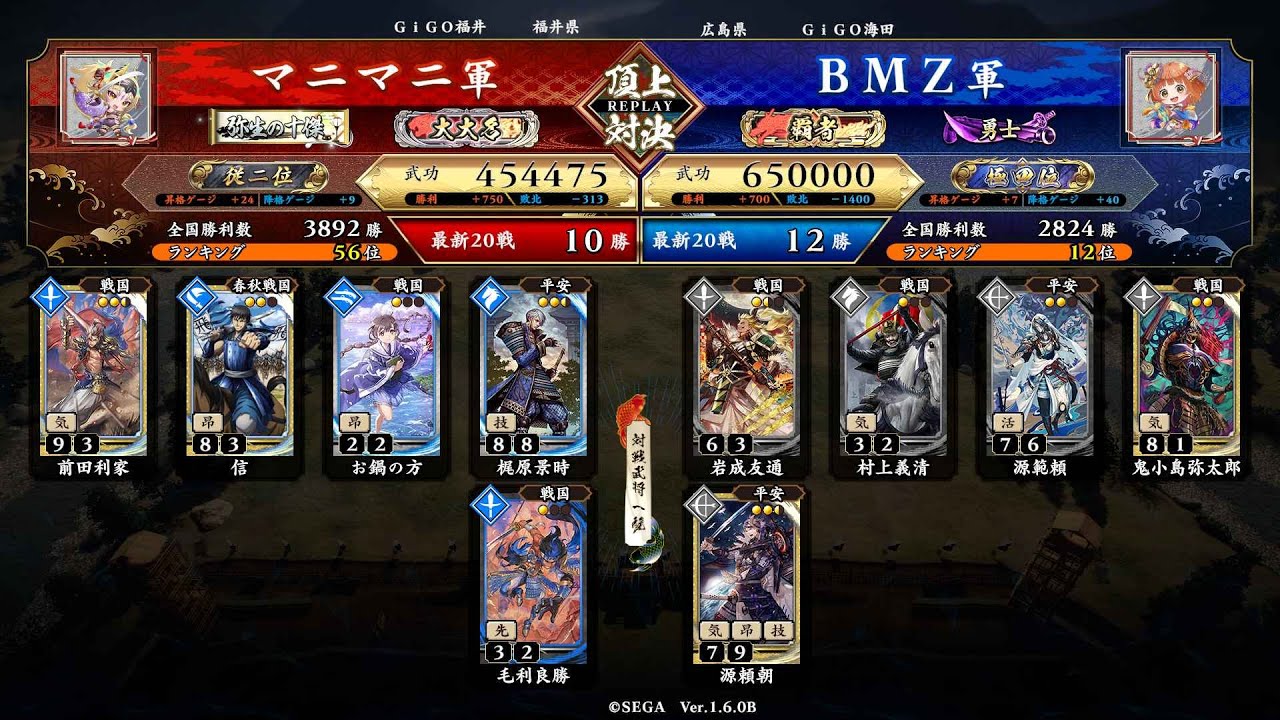 GiGO福井 福井県
広島県 GiGO海田
マニマニ軍
頂上
REPLAY
対決
BMZ軍
弥生の十傑
大大名
覇者
勇士
従二位
武功 454475
勝利 +750 敗北 -313
昇格ゲージ +24 降格ゲージ +9
武功 650000
勝利 +700 敗北 -1400
昇格ゲージ +7 降格ゲージ +40
全国勝利数 3892勝
ランキング 56位
最新20戦 10勝
最新20戦 12勝
全国勝利数 2824勝
ランキング 12位
戦国
気
9 3
前田利家
春秋戦国
飛
昂
8 3
信
戦国
昂
2 2
お鍋の方
平安
技
8 8
梶原景時
戦国
6 3
岩成友通
戦国
気
3 2
村上義清
平安
活
7 6
源範頼
戦国
気
8 1
鬼小島弥太郎
対戦武将一覧
戦国
先
3 2
毛利良勝
平安
気 昂 技
7 9
源頼朝
©SEGA Ver.1.6.0B